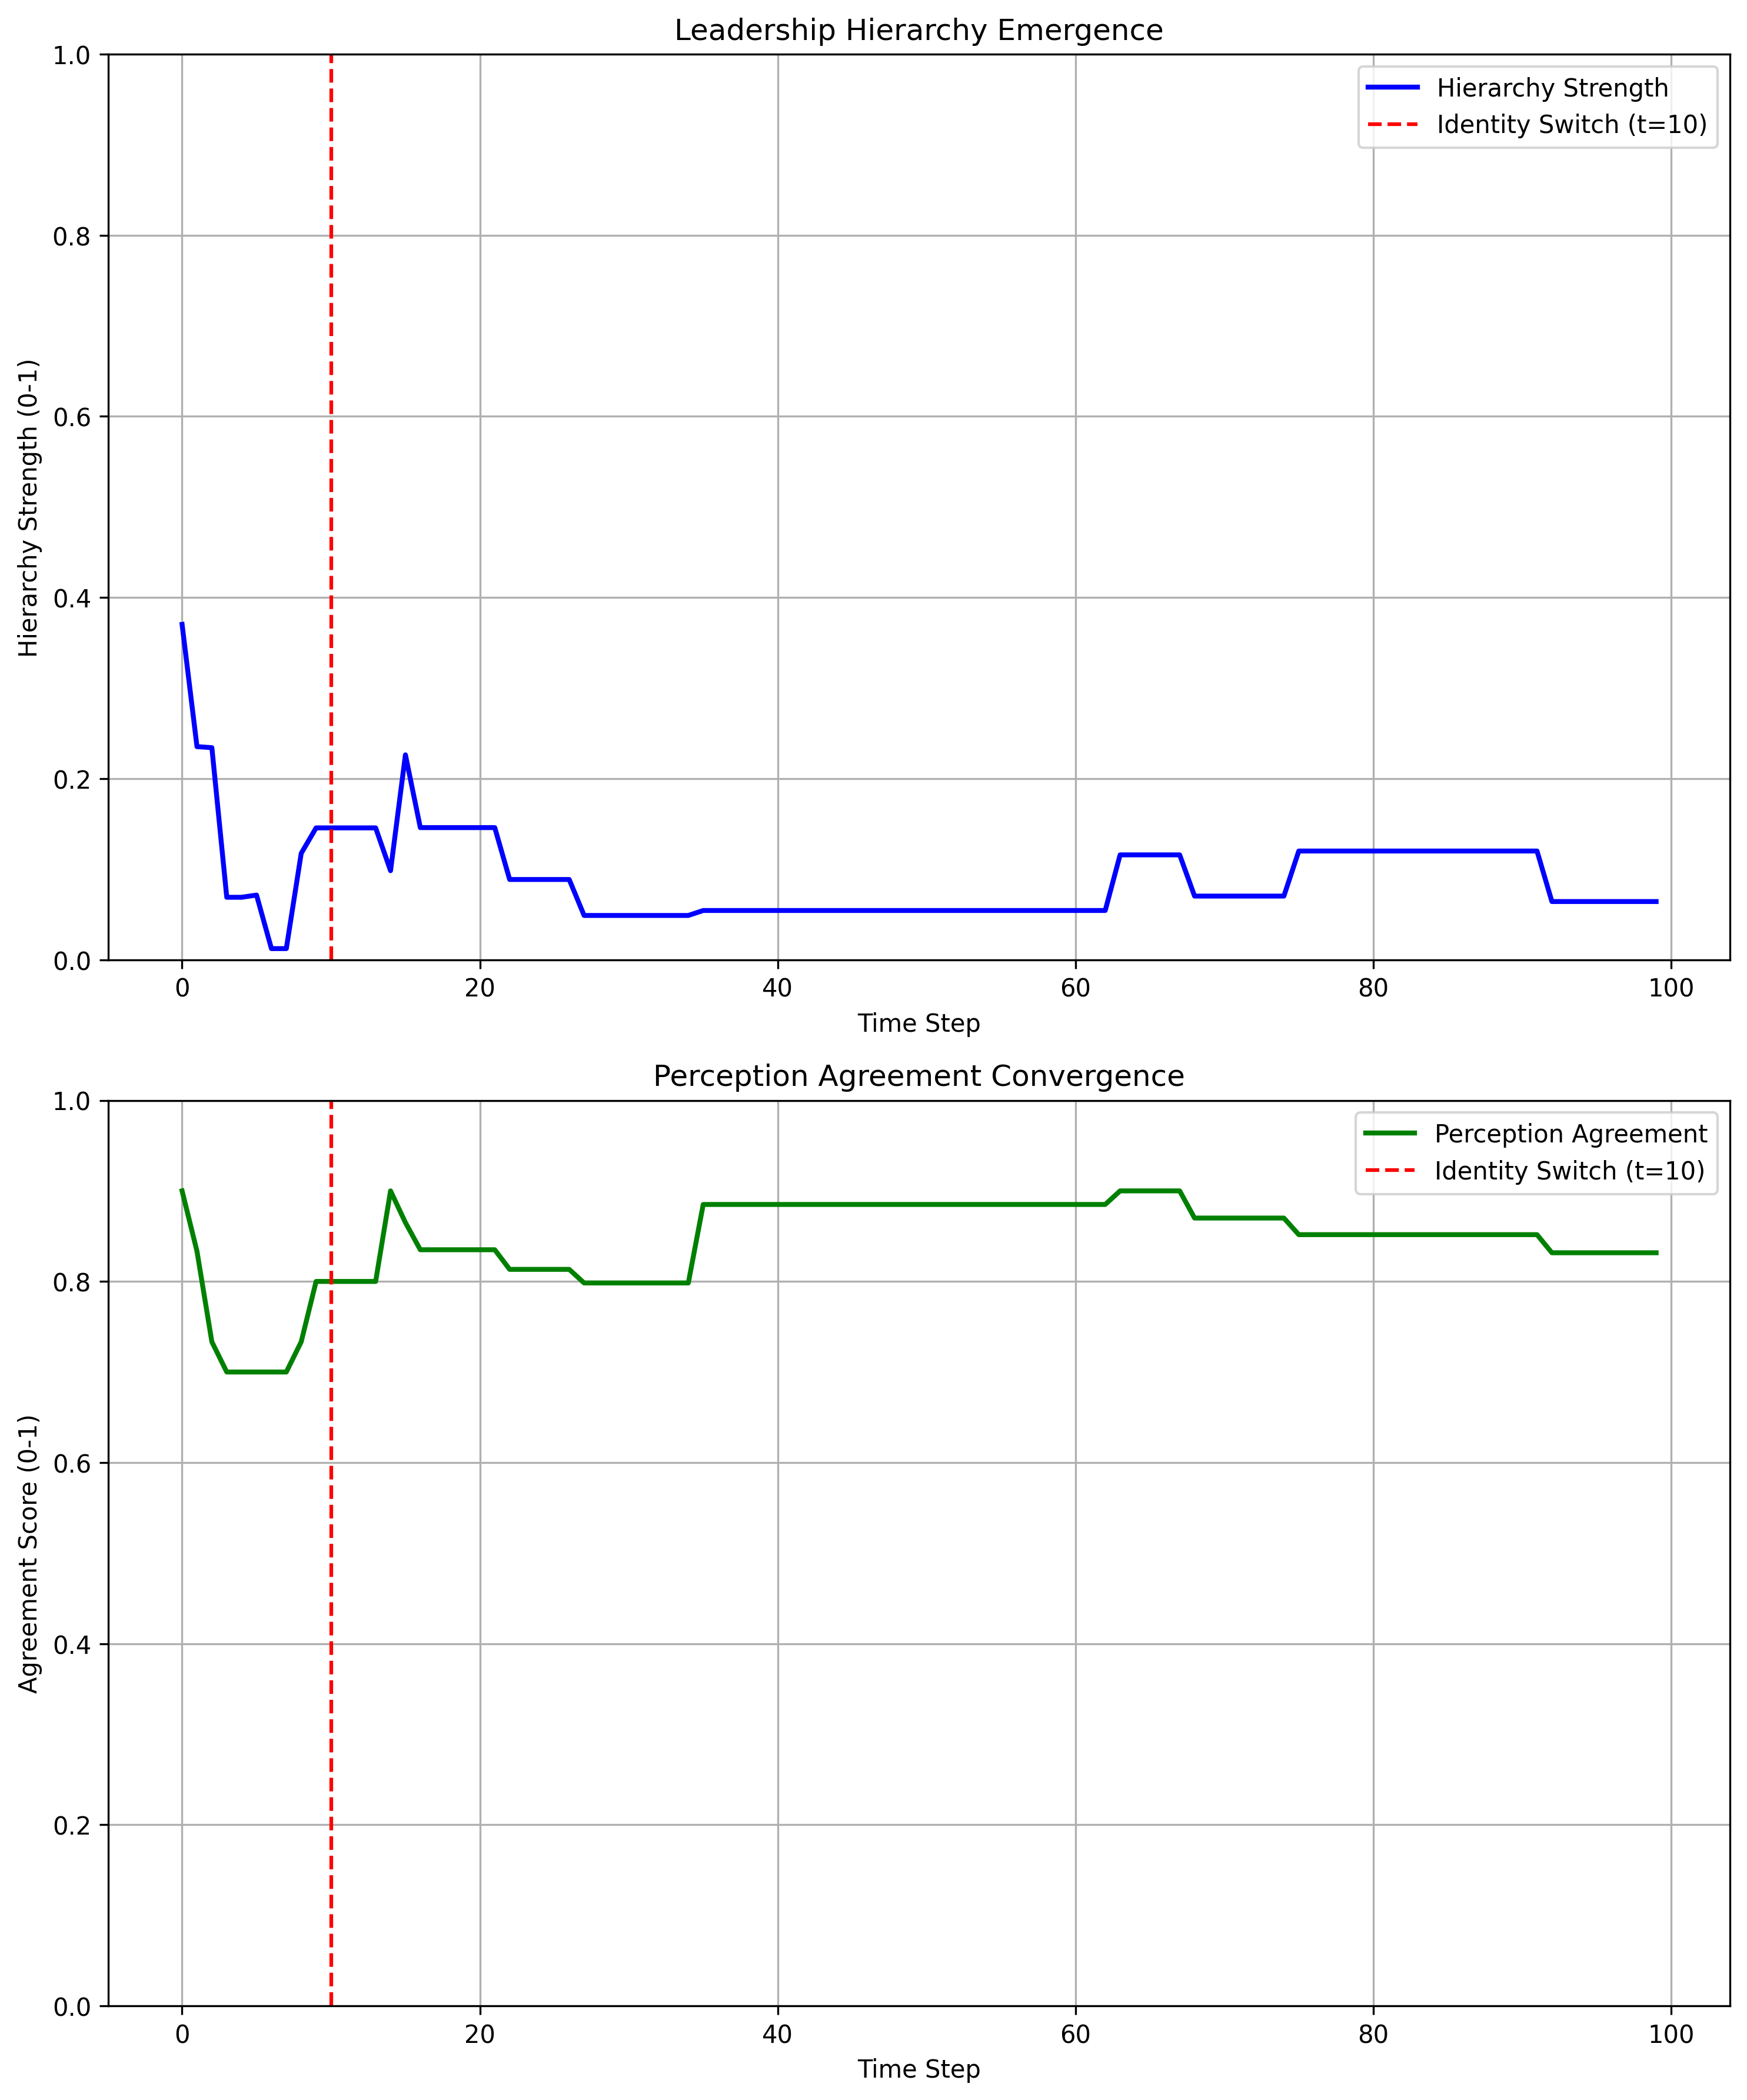 Leadership Hierarchy Emergence
Hierarchy Strength
Identity Switch (t=10)
1.0
0.8
0.6
0.4
0.2
0.0
Hierarchy Strength (0-1)
0 20 40 60 80 100
Time Step
Perception Agreement Convergence
Perception Agreement
Identity Switch (t=10)
1.0
0.8
0.6
0.4
0.2
0.0
Agreement Score (0-1)
0 20 40 60 80 100
Time Step